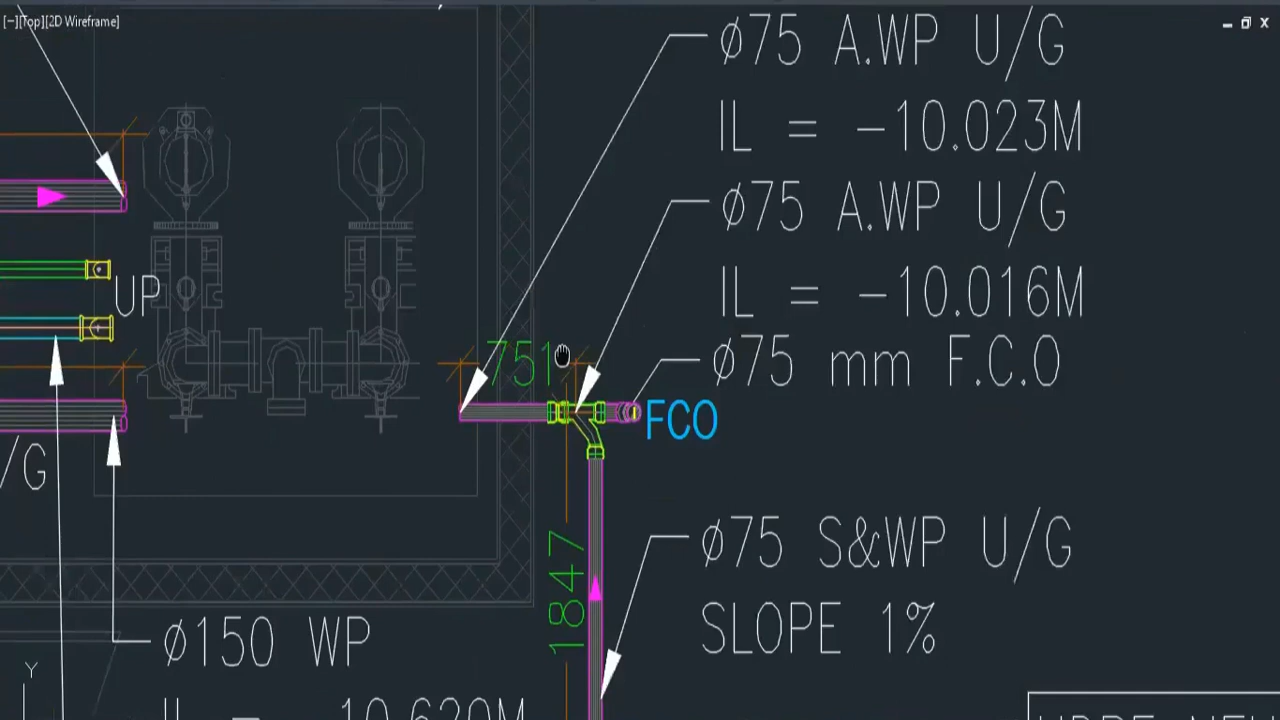 [−][Top][2D Wireframe]
ø75 A.WP U/G
IL = -10.023M
ø75 A.WP U/G
IL = -10.016M
UP
751
ø75 mm F.C.O
FCO
/G
ø75 S&WP U/G
SLOPE 1%
1847
ø150 WP
Y